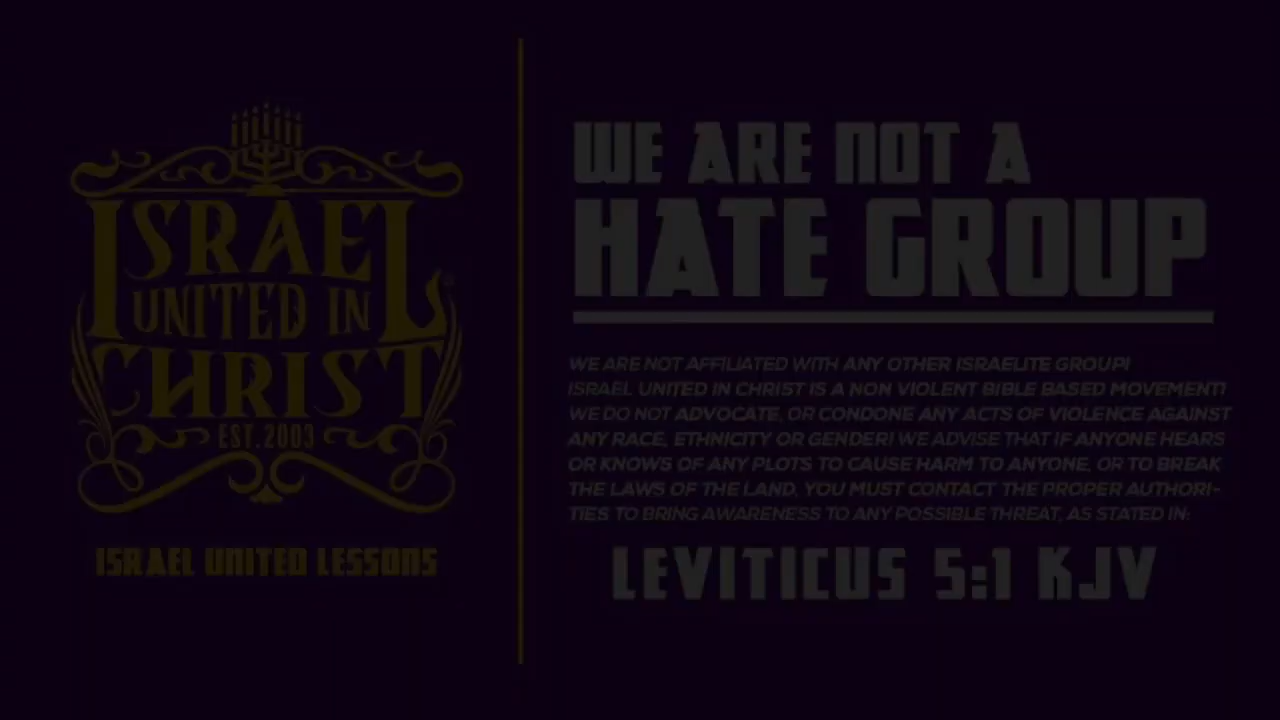 ISRAEL
UNITED IN
CHRIST
EST. 2003
ISRAEL UNITED LESSONS
WE ARE NOT A
HATE GROUP
WE ARE NOT AFFILIATED WITH ANY OTHER ISRAELITE GROUP!
ISRAEL UNITED IN CHRIST IS A NON VIOLENT BIBLE BASED MOVEMENT!
WE DO NOT ADVOCATE, OR CONDONE ANY ACTS OF VIOLENCE AGAINST
ANY RACE, ETHNICITY OR GENDER! WE ADVISE THAT IF ANYONE HEARS
OR KNOWS OF ANY PLOTS TO CAUSE HARM TO ANYONE, OR TO BREAK
THE LAWS OF THE LAND, YOU MUST CONTACT THE PROPER AUTHORI-
TIES TO BRING AWARENESS TO ANY POSSIBLE THREAT, AS STATED IN:
LEVITICUS 5:1 KJV